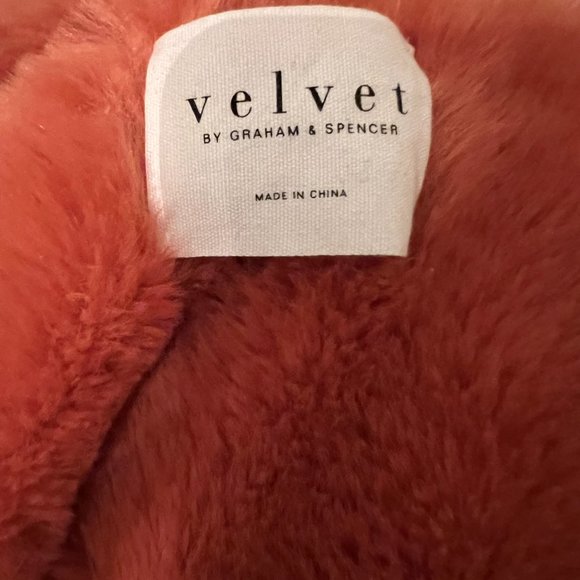 velvet
BY GRAHAM & SPENCER
MADE IN CHINA